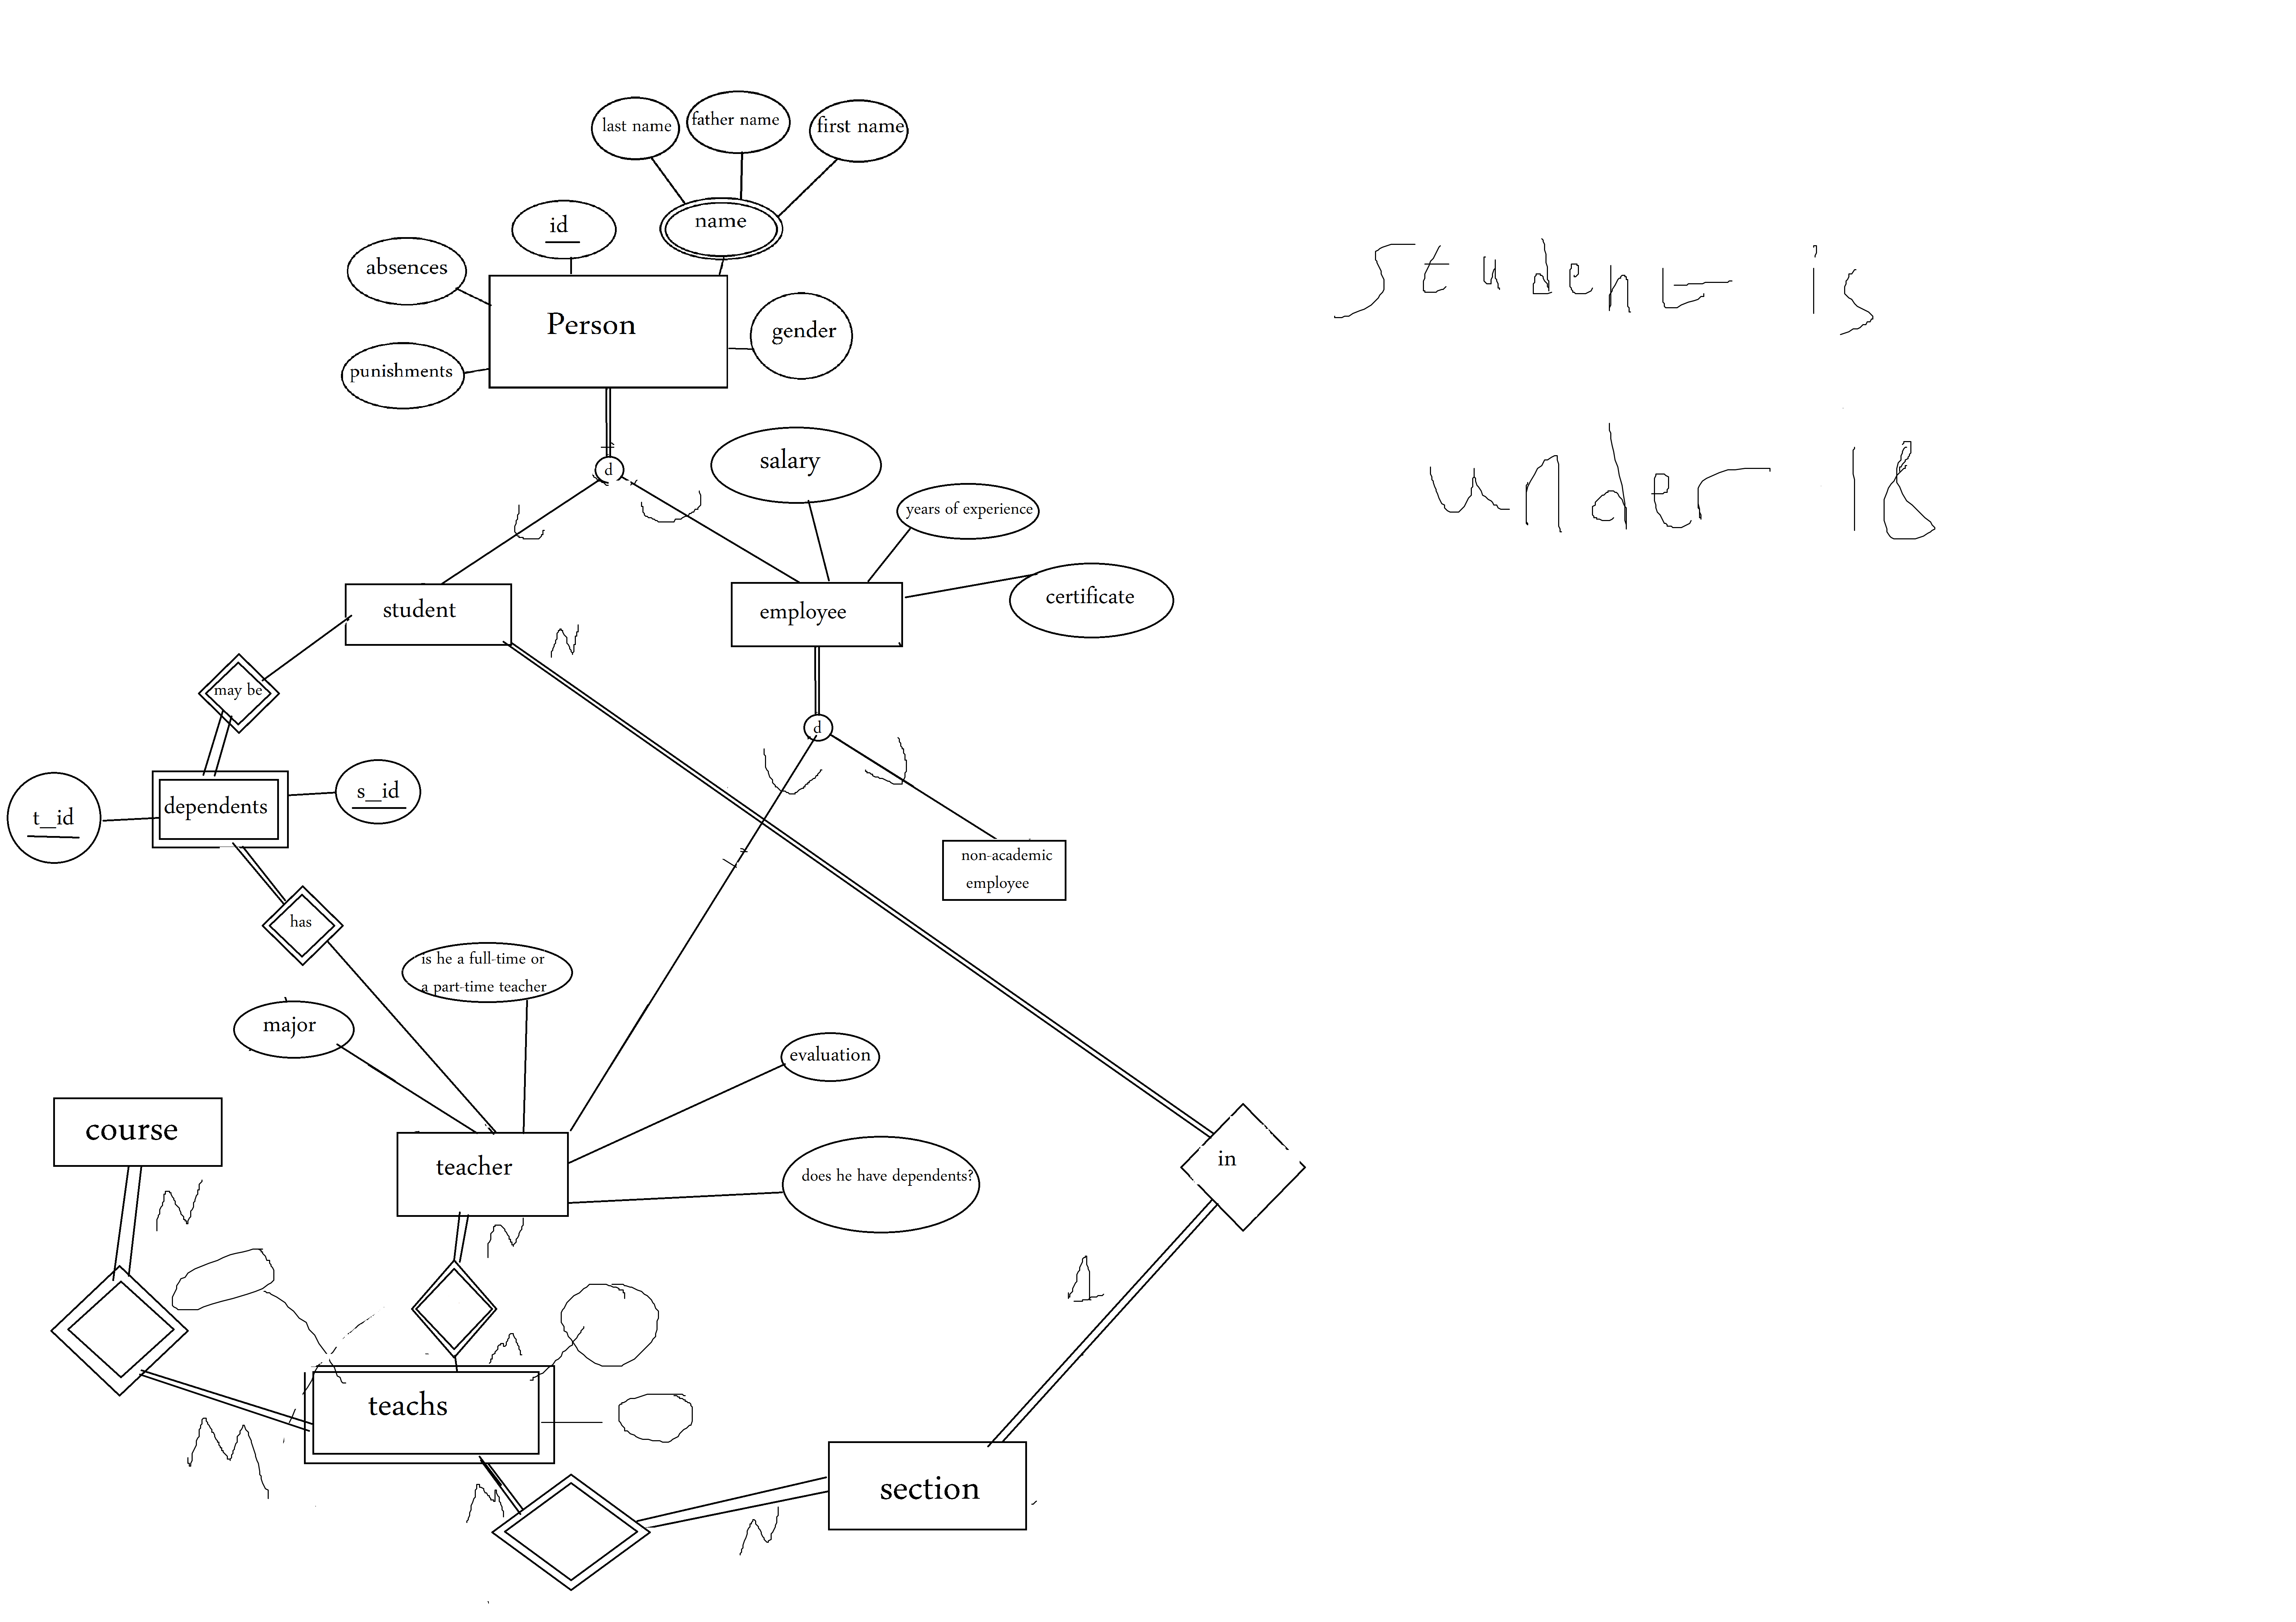 last name
father name
first name
id
name
absences
Person
gender
punishments
student is
under 18
d
salary
years of experience
student
employee
certificate
N
may be
d
t_id
dependents
s_id
non-academic
employee
has
is he a full-time or
a part-time teacher
major
evaluation
course
teacher
in
does he have dependents?
N
N
1
M
teachs
M
section
M
N